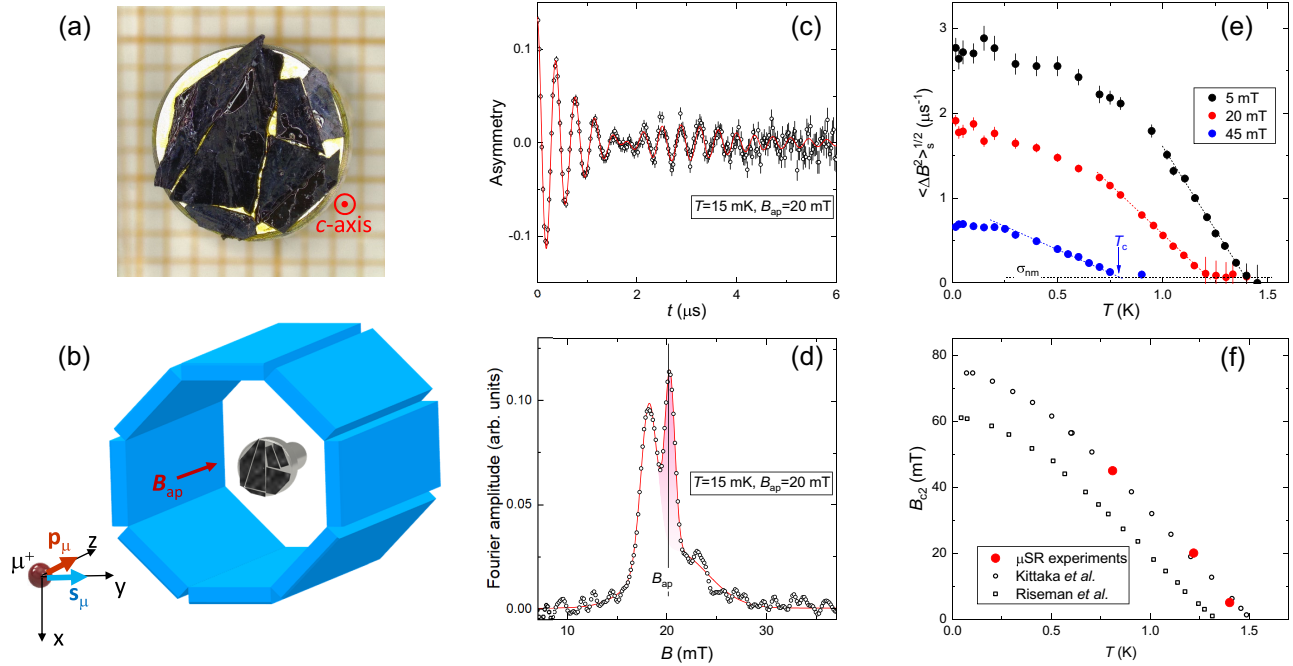 (a)
c-axis
(b)
B_ap
p_μ
z
μ⁺
y
s_μ
x
(c)
0.1
0.0
-0.1
Asymmetry
T=15 mK, B_ap=20 mT
0 1 2 3 4 5 6
t (μs)
(d)
0.10
0.05
0.00
Fourier amplitude (arb. units)
T=15 mK, B_ap=20 mT
B_ap
10 20 30
B (mT)
(e)
3
2
1
0
<ΔB²>_s^1/2 (μs⁻¹)
5 mT
20 mT
45 mT
T_c
σ_nm
0.0 0.5 1.0 1.5
T (K)
(f)
80
60
40
20
0
B_c2 (mT)
μSR experiments
Kittaka et al.
Riseman et al.
0.0 0.5 1.0 1.5
T (K)